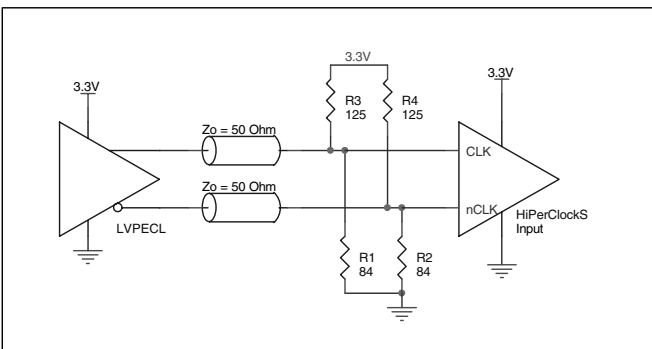 3.3V
3.3V
3.3V
R3
125
R4
125
Zo = 50 Ohm
CLK
Zo = 50 Ohm
nCLK
HiPerClockS
Input
LVPECL
R1
84
R2
84